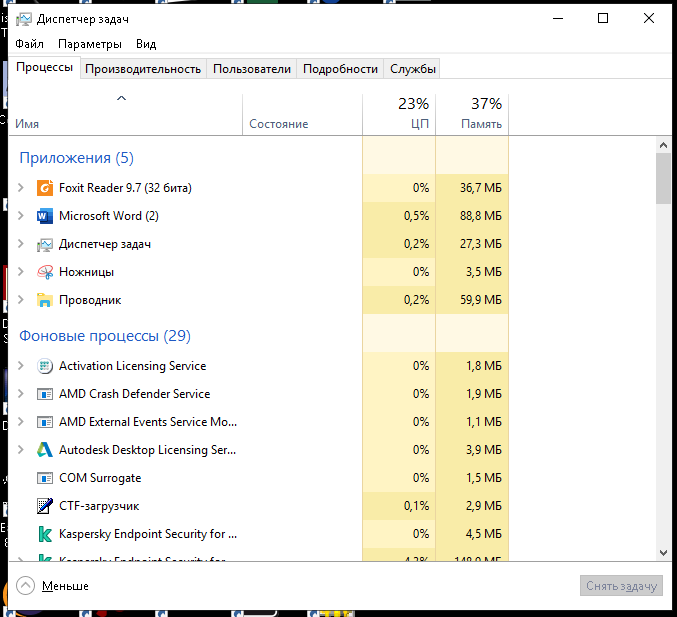 Диспетчер задач
Файл Параметры Вид
Процессы Производительность Пользователи Подробности Службы
23% 37%
Имя Состояние ЦП Память
Приложения (5)
Foxit Reader 9.7 (32 бита) 0% 36,7 МБ
Microsoft Word (2) 0,5% 88,8 МБ
Диспетчер задач 0,2% 27,3 МБ
Ножницы 0% 3,5 МБ
Проводник 0,2% 59,9 МБ
Фоновые процессы (29)
Activation Licensing Service 0% 1,8 МБ
AMD Crash Defender Service 0% 1,9 МБ
AMD External Events Service Mo... 0% 1,1 МБ
Autodesk Desktop Licensing Ser... 0% 3,9 МБ
COM Surrogate 0% 1,5 МБ
CTF-загрузчик 0,1% 2,9 МБ
Kaspersky Endpoint Security for ... 0% 4,5 МБ
Kaspersky Endpoint Security for
Меньше Снять задачу